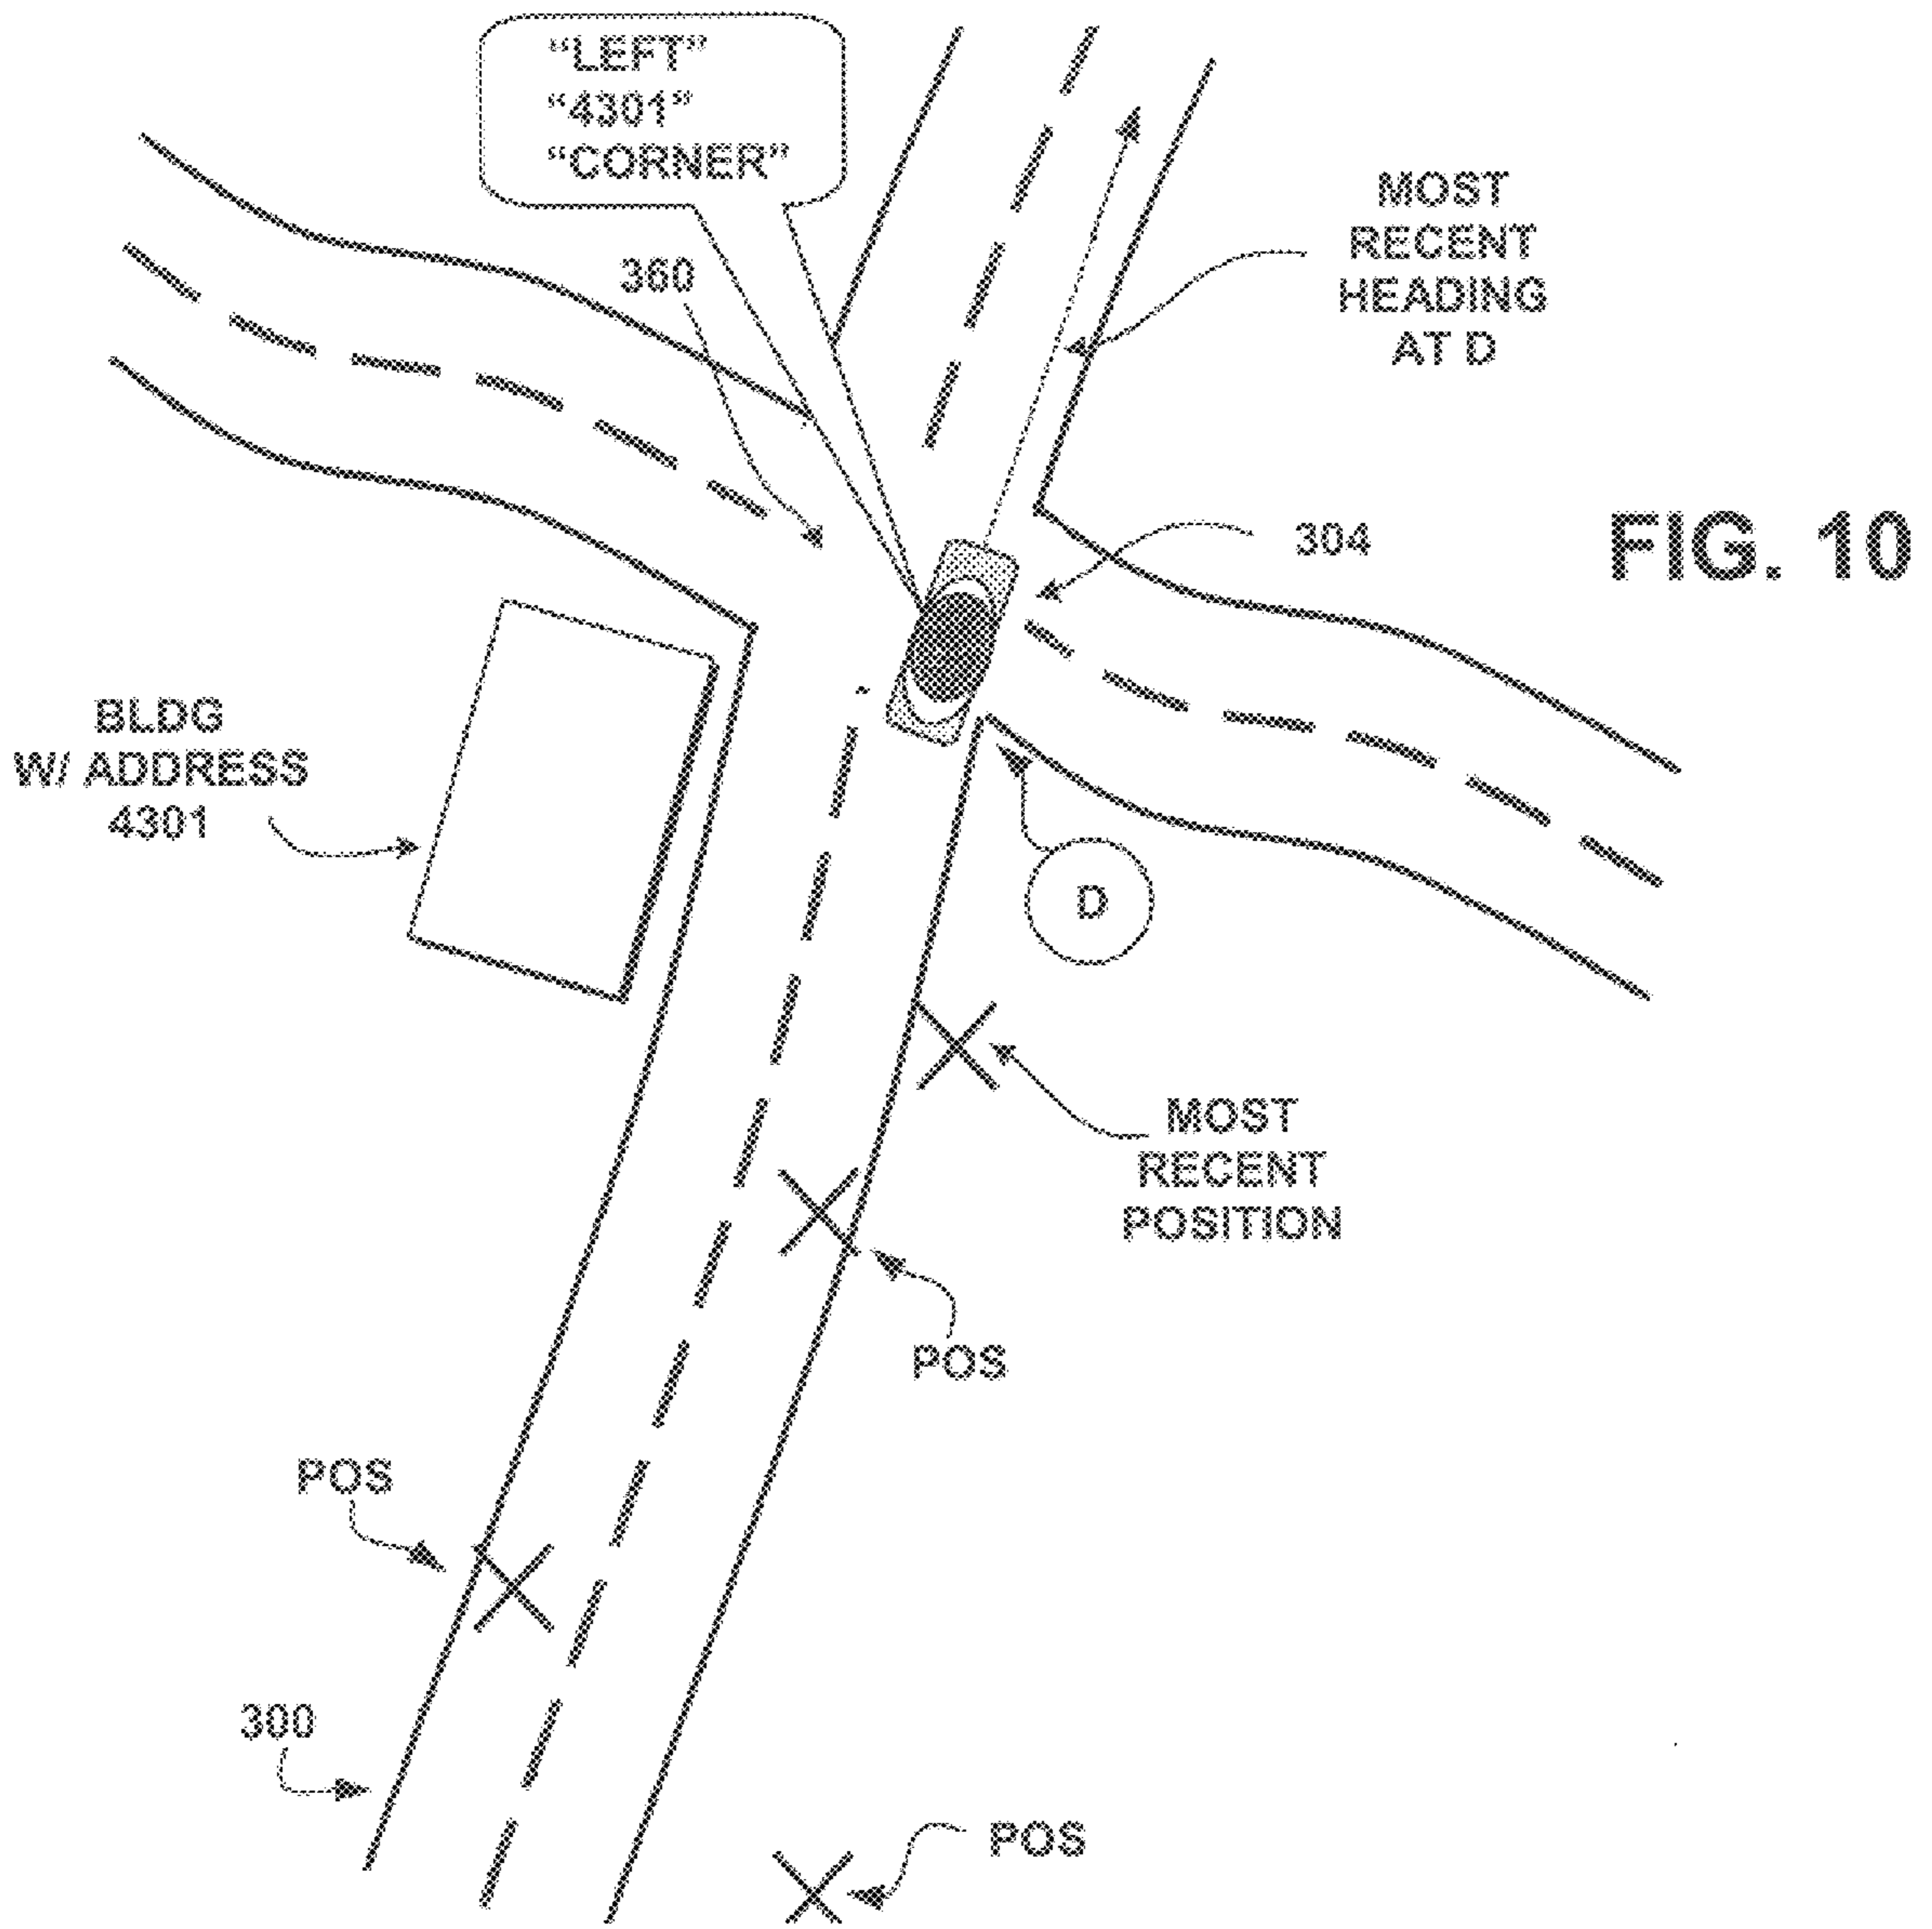 “LEFT”
“4301”
“CORNER”
360
MOST
RECENT
HEADING
AT D
304
FIG. 10
BLDG
W/ ADDRESS
4301
D
MOST
RECENT
POSITION
POS
POS
300
POS